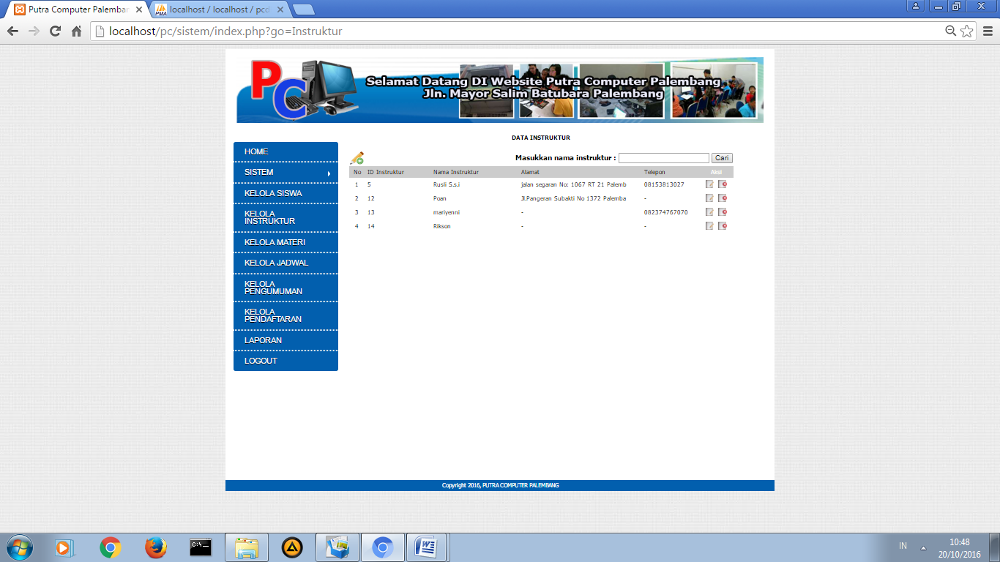 Putra Computer Palembar
localhost / localhost / pcd
localhost/pc/sistem/index.php?go=Instruktur
PC
Selamat Datang DI Website Putra Computer Palembang
Jln. Mayor Salim Batubara Palembang
DATA INSTRUKTUR
HOME
SISTEM
KELOLA SISWA
KELOLA
INSTRUKTUR
KELOLA MATERI
KELOLA JADWAL
KELOLA
PENGUMUMAN
KELOLA
PENDAFTARAN
LAPORAN
LOGOUT
Masukkan nama instruktur : Cari
No ID Instruktur Nama Instruktur Alamat Telepon Aksi
1 5 Rusli S.s.i jalan segaran No: 1067 RT 21 Palemb 08153813027
2 12 Poan Jl.Pangeran Subakti No 1372 Palemba -
3 13 mariyenni - 082374767070
4 14 Rikson - -
Copyright 2016, PUTRA COMPUTER PALEMBANG
IN
10:48
20/10/2016